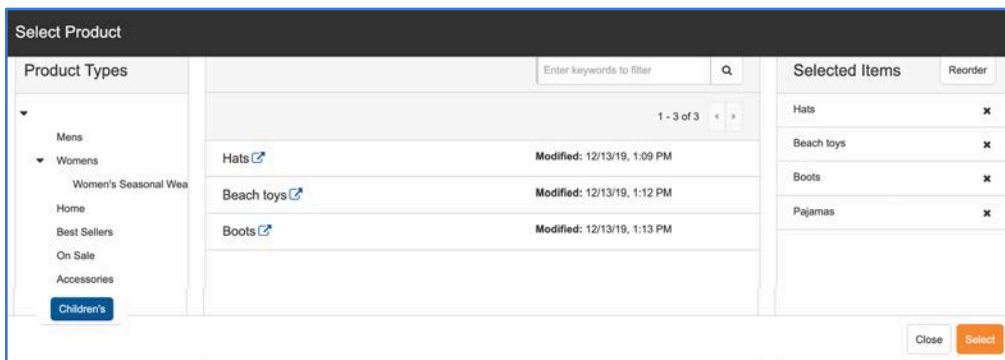 Select Product
Product Types
Mens
Womens
Women's Seasonal Wea
Home
Best Sellers
On Sale
Accessories
Children's
Enter keywords to filter
1 - 3 of 3
Hats Modified: 12/13/19, 1:09 PM
Beach toys Modified: 12/13/19, 1:12 PM
Boots Modified: 12/13/19, 1:13 PM
Selected Items Reorder
Hats
Beach toys
Boots
Pajamas
Close Select